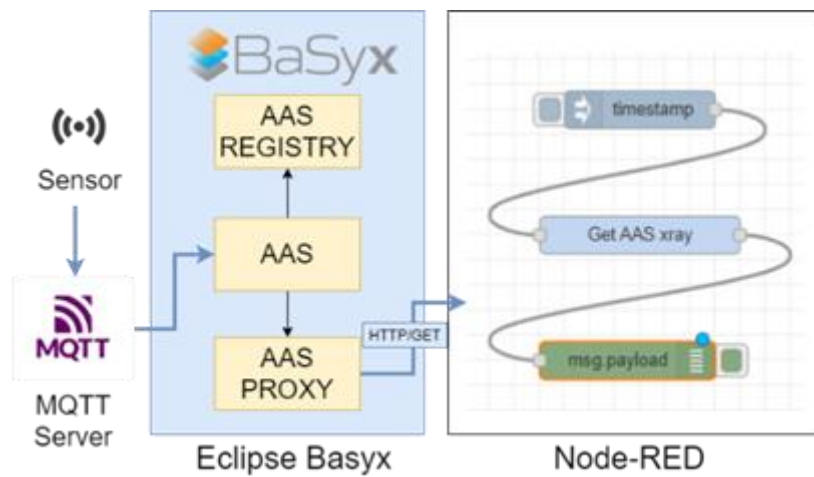 Sensor
MQTT
MQTT
Server
BaSyx
AAS
REGISTRY
AAS
AAS
PROXY
HTTP/GET
Eclipse Basyx
timestamp
Get AAS xray
msg.payload
Node-RED